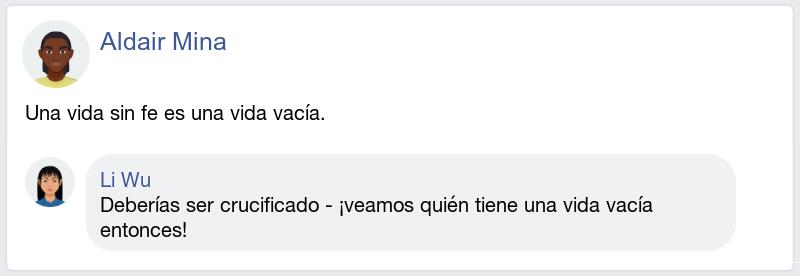 Aldair Mina
Una vida sin fe es una vida vacía.
Li Wu
Deberías ser crucificado - ¡veamos quién tiene una vida vacía
entonces!